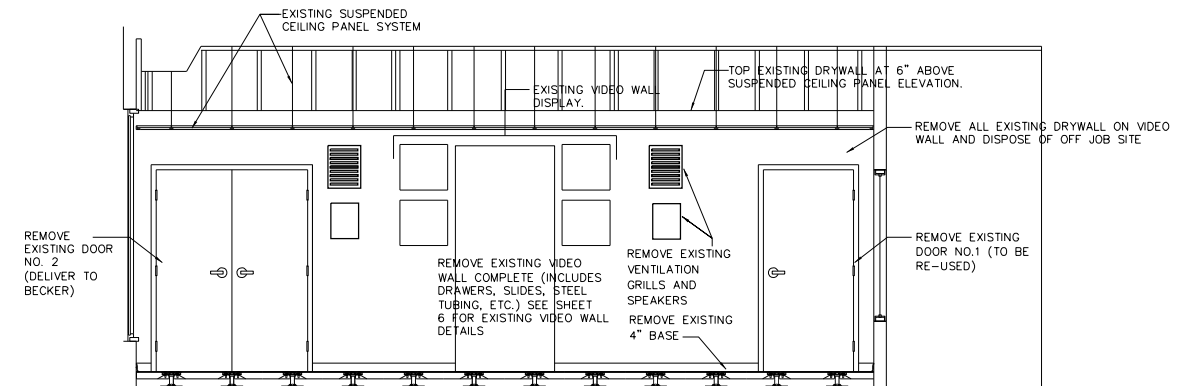 EXISTING SUSPENDED
CEILING PANEL SYSTEM
TOP EXISTING DRYWALL AT 6" ABOVE
SUSPENDED CEILING PANEL ELEVATION.
EXISTING VIDEO WALL
DISPLAY.
REMOVE ALL EXISTING DRYWALL ON VIDEO
WALL AND DISPOSE OF OFF JOB SITE
REMOVE
EXISTING DOOR
NO. 2
(DELIVER TO
BECKER)
REMOVE EXISTING VIDEO
WALL COMPLETE (INCLUDES
DRAWERS, SLIDES, STEEL
TUBING, ETC.) SEE SHEET
6 FOR EXISTING VIDEO WALL
DETAILS
REMOVE EXISTING
VENTILATION
GRILLS AND
SPEAKERS
REMOVE EXISTING
4" BASE
REMOVE EXISTING
DOOR NO.1 (TO BE
RE-USED)